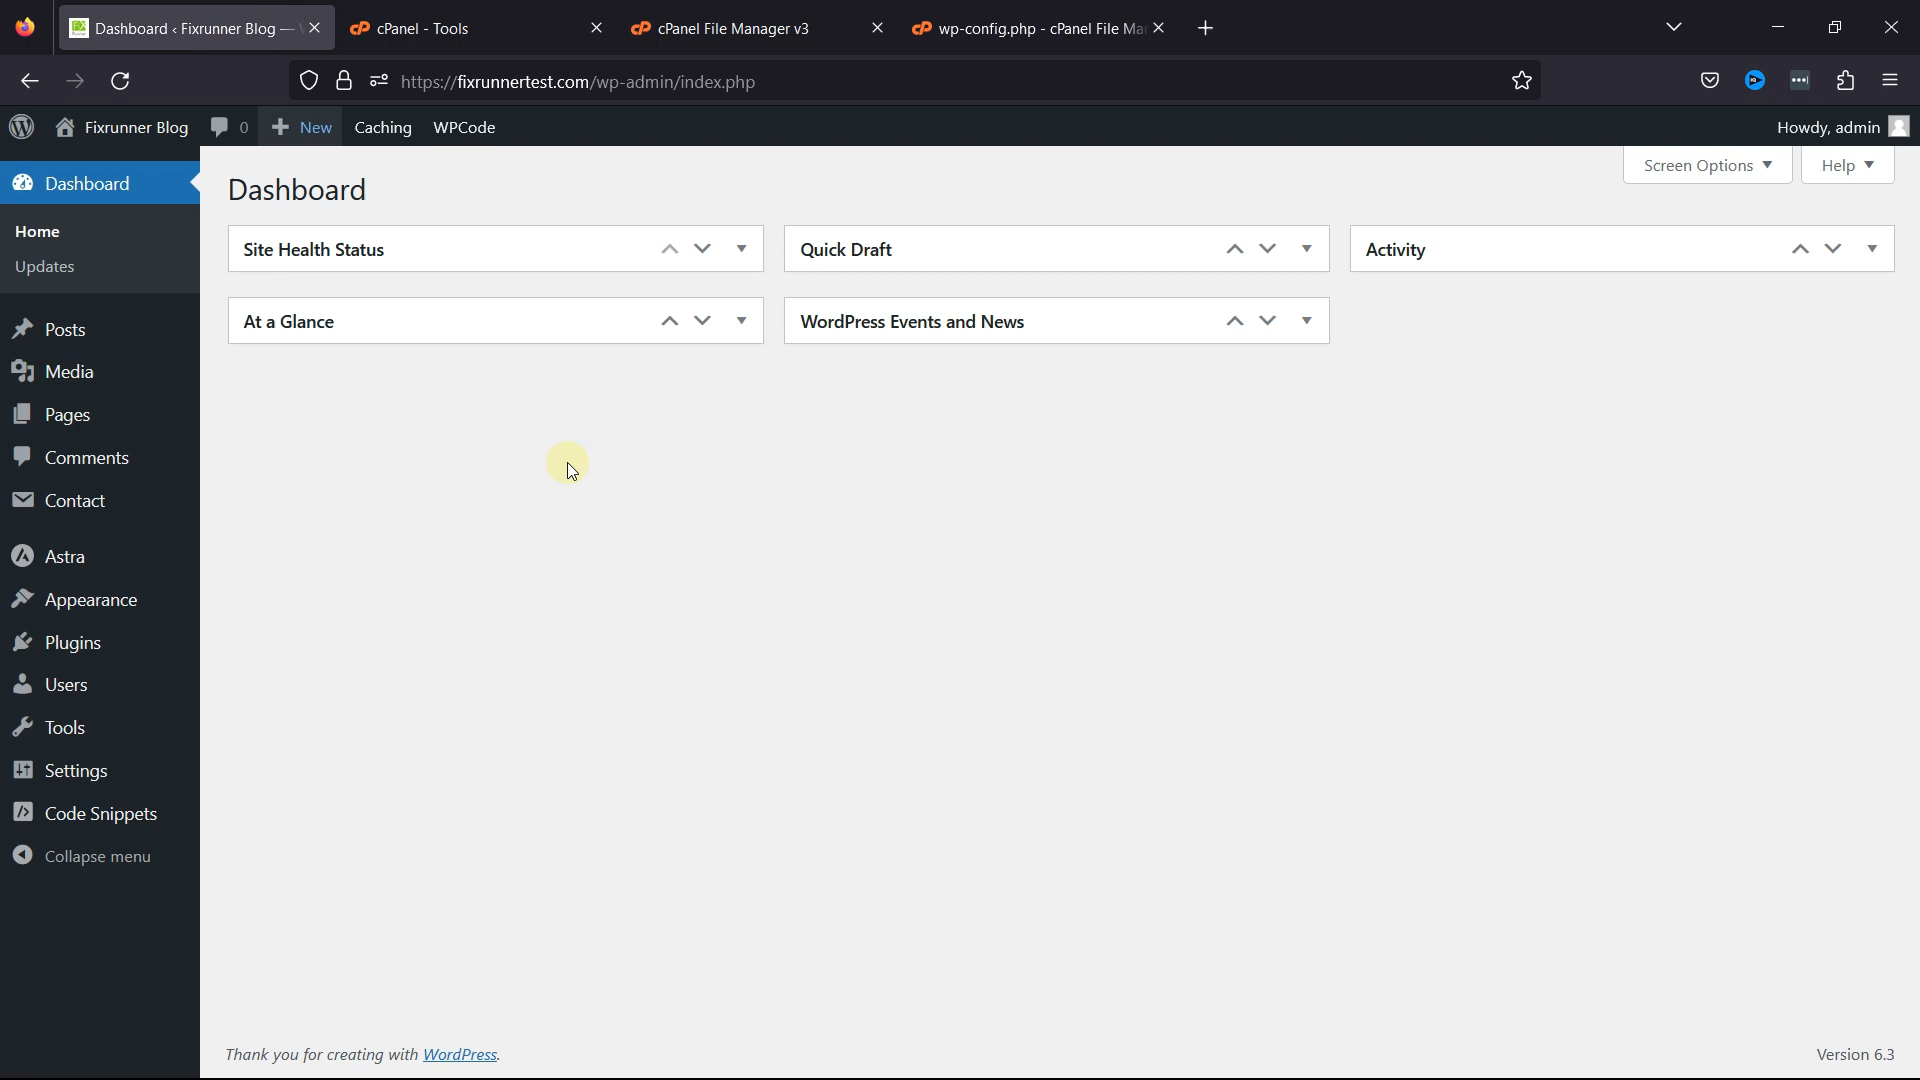 Dashboard ‹ Fixrunner Blog —
cPanel - Tools
cPanel File Manager v3
wp-config.php - cPanel File Ma
https://fixrunnertest.com/wp-admin/index.php
Fixrunner Blog
0
New
Caching
WPCode
Howdy, admin
Dashboard
Home
Updates
Posts
Media
Pages
Comments
Contact
Astra
Appearance
Plugins
Users
Tools
Settings
Code Snippets
Collapse menu
Screen Options
Help
Dashboard
Site Health Status
Quick Draft
Activity
At a Glance
WordPress Events and News
Thank you for creating with WordPress.
Version 6.3